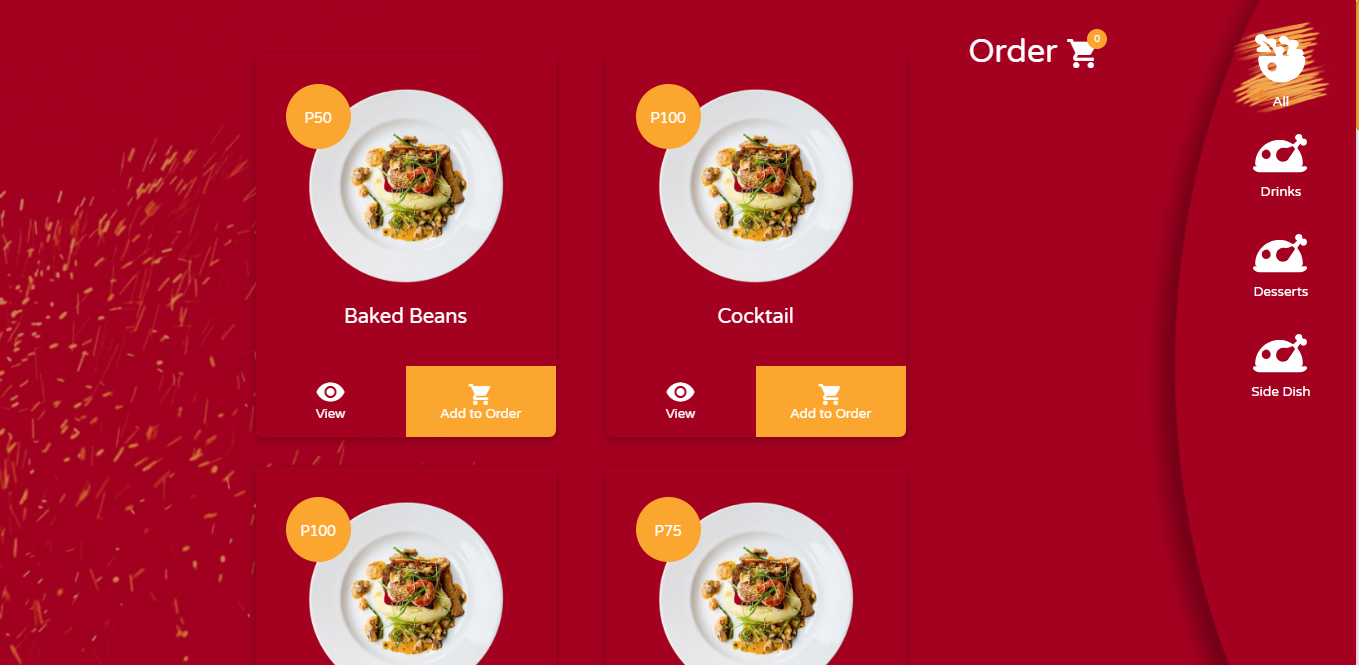 Order 0
All
Drinks
Desserts
Side Dish
P50
Baked Beans
View
Add to Order
P100
Cocktail
View
Add to Order
P100
P75